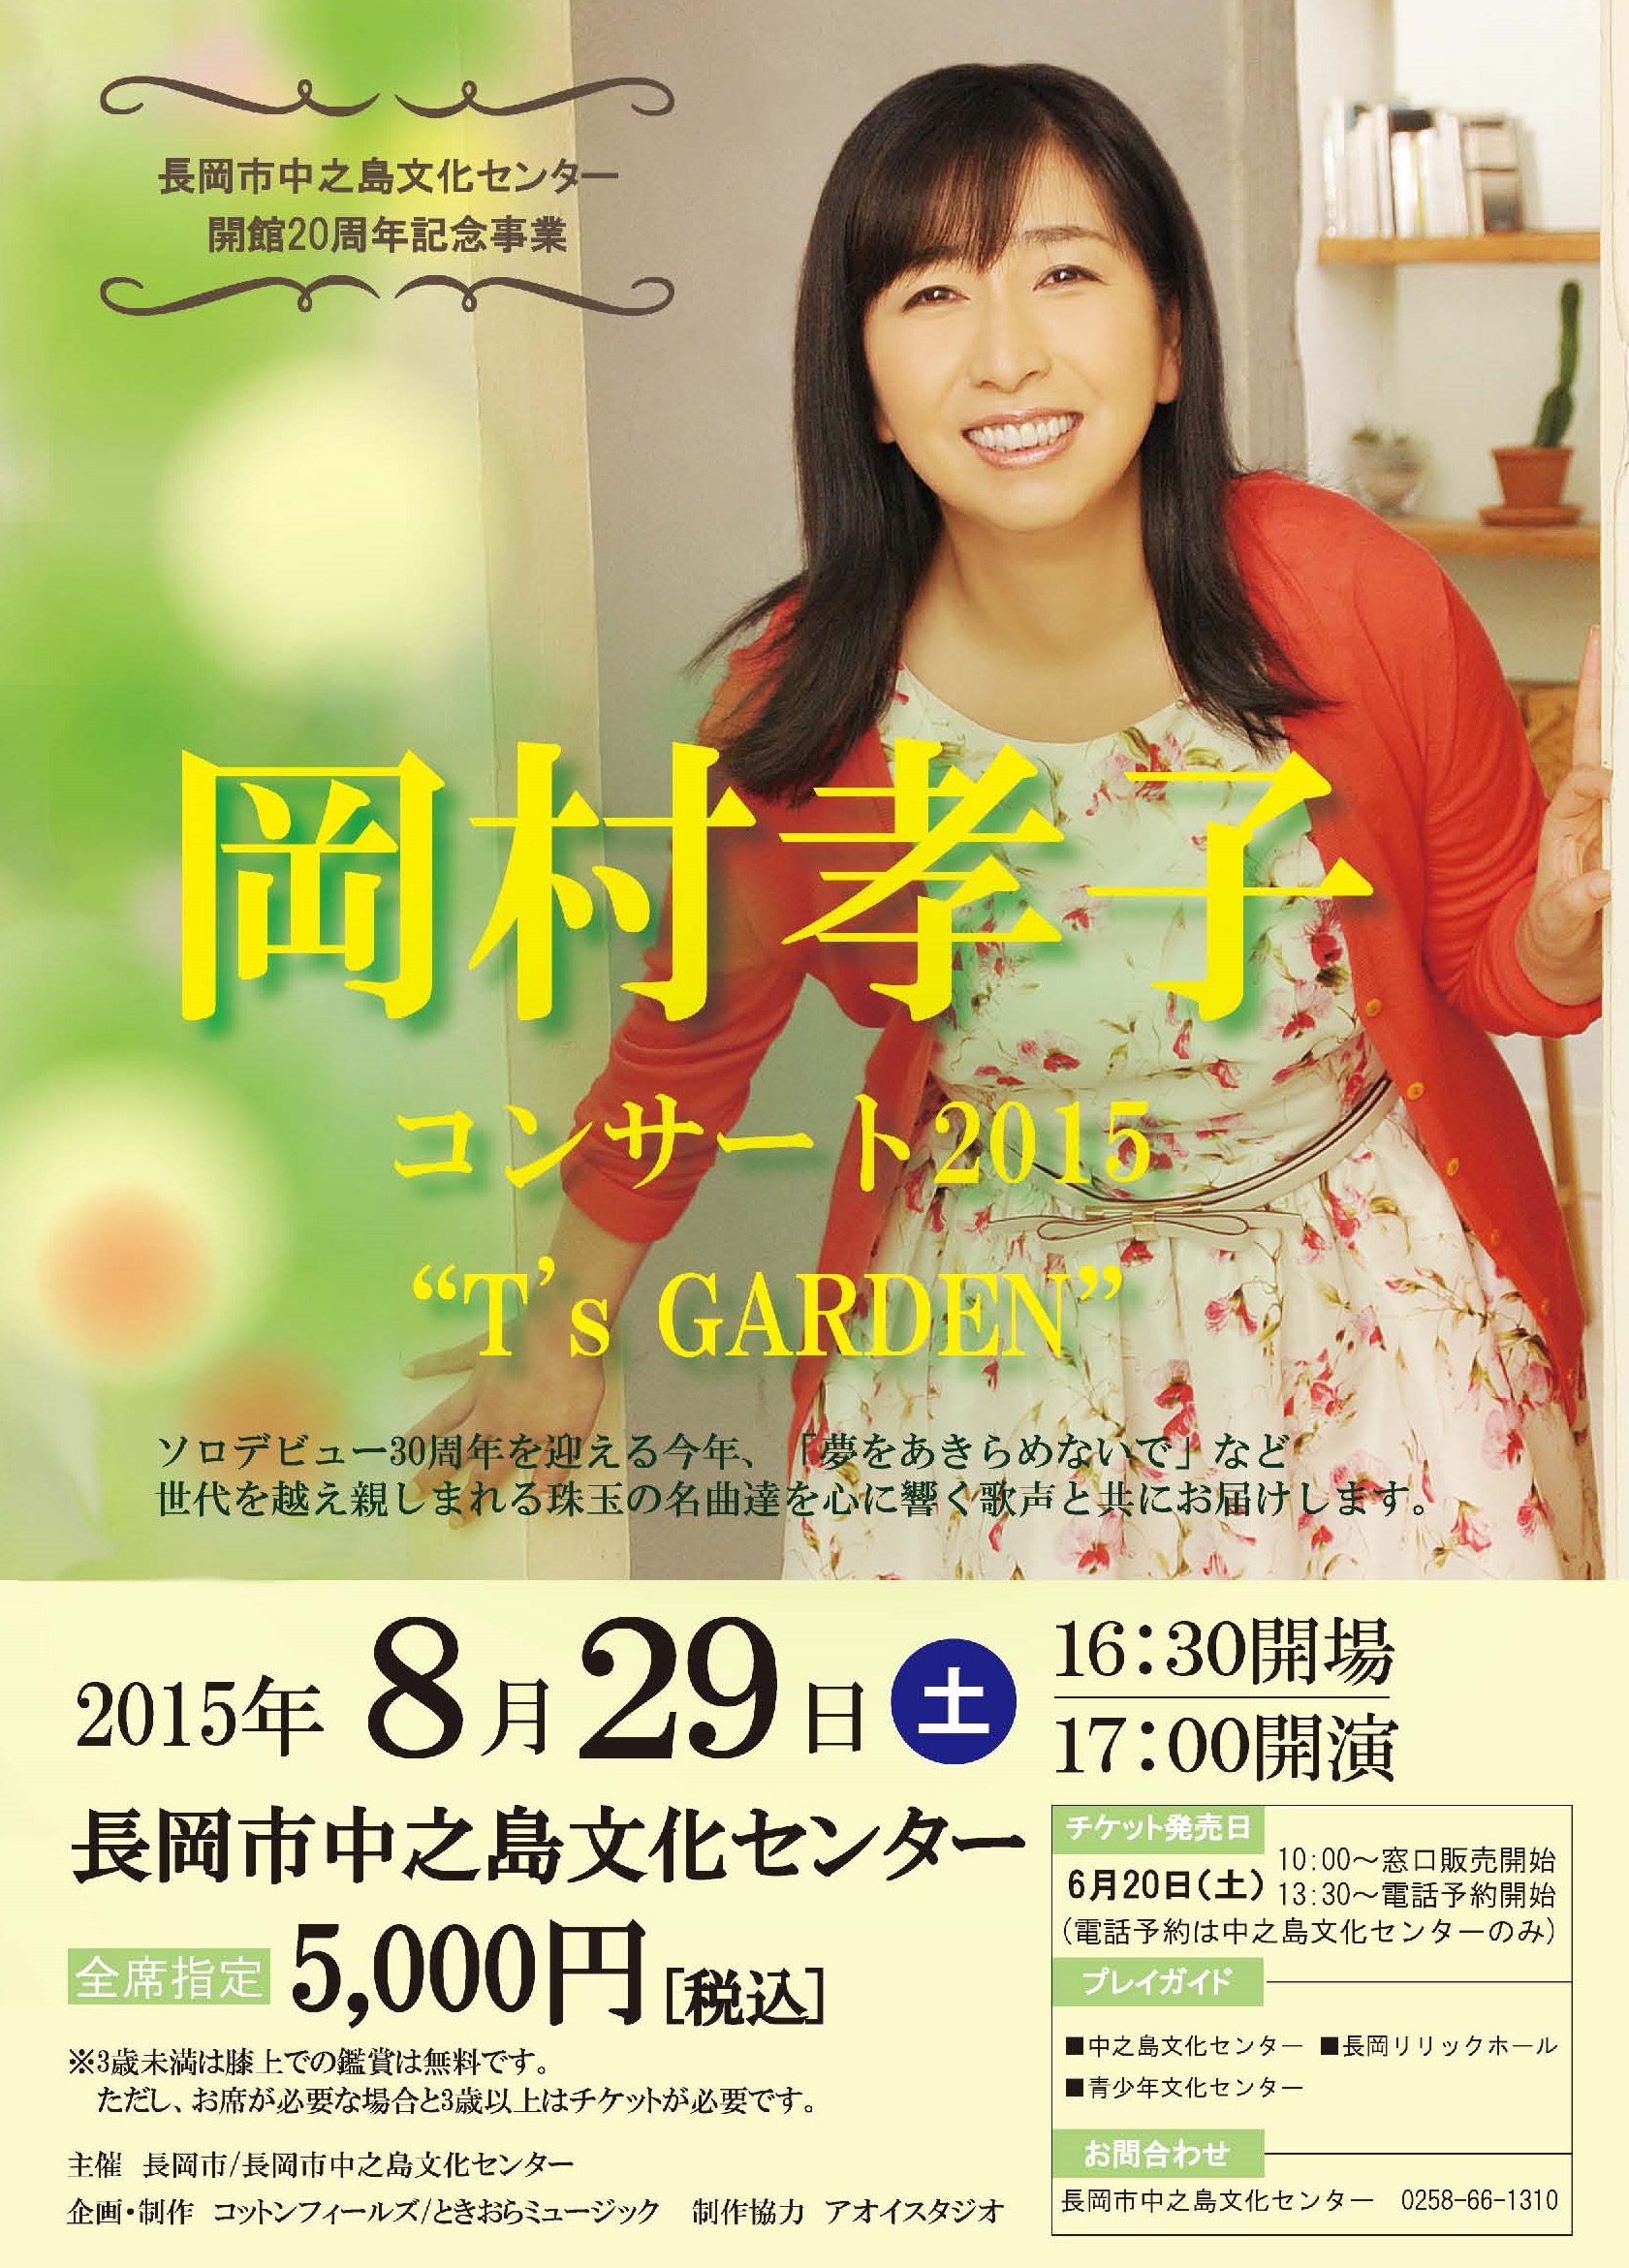 長岡市中之島文化センター
開館20周年記念事業
岡村孝子
コンサート2015
“T's GARDEN”
ソロデビュー30周年を迎える今年、「夢をあきらめないで」など
世代を越え親しまれる珠玉の名曲達を心に響く歌声と共にお届けします。
2015年 8月29日 土
16:30開場
17:00開演
長岡市中之島文化センター
全席指定 5,000円[税込]
※3歳未満は膝上での鑑賞は無料です。
ただし、お席が必要な場合と3歳以上はチケットが必要です。
主催 長岡市/長岡市中之島文化センター
企画・制作 コットンフィールズ/ときおらミュージック 制作協力 アオイスタジオ
チケット発売日
6月20日(土) 10:00〜窓口販売開始
13:30〜電話予約開始
(電話予約は中之島文化センターのみ)
プレイガイド
■中之島文化センター ■長岡リリックホール
■青少年文化センター
お問合わせ
長岡市中之島文化センター 0258-66-1310